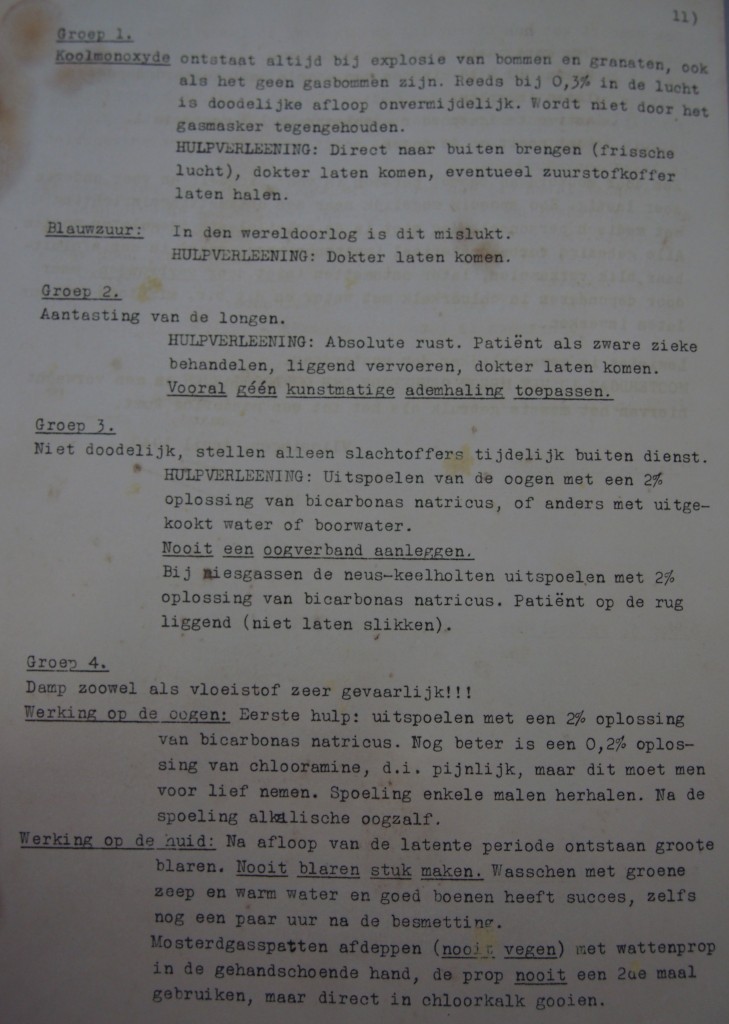 11)
Groep 1.
Koolmonoxyde ontstaat altijd bij explosie van bommen en granaten, ook
als het geen gasbommen zijn. Reeds bij 0,3% in de lucht
is doodelijke afloop onvermijdelijk. Wordt niet door het
gasmasker tegengehouden.
HULPVERLEENING: Direct naar buiten brengen (frissche
lucht), dokter laten komen, eventueel zuurstofkoffer
laten halen.
Blauwzuur: In den wereldoorlog is dit mislukt.
HULPVERLEENING: Dokter laten komen.
Groep 2.
Aantasting van de longen.
HULPVERLEENING: Absolute rust. Patiënt als zware zieke
behandelen, liggend vervoeren, dokter laten komen.
Vooral géén kunstmatige ademhaling toepassen.
Groep 3.
Niet doodelijk, stellen alleen slachtoffers tijdelijk buiten dienst.
HULPVERLEENING: Uitspoelen van de oogen met een 2%
oplossing van bicarbonas natricus, of anders met uitge-
kookt water of boorwater.
Nooit een oogverband aanleggen.
Bij niesgassen de neus-keelholten uitspoelen met 2%
oplossing van bicarbonas natricus. Patiënt op de rug
liggend (niet laten slikken).
Groep 4.
Damp zoowel als vloeistof zeer gevaarlijk!!!
Werking op de oogen: Eerste hulp: uitspoelen met een 2% oplossing
van bicarbonas natricus. Nog beter is een 0,2% oplos-
sing van chlooramine, d.i. pijnlijk, maar dit moet men
voor lief nemen. Spoeling enkele malen herhalen. Na de
spoeling alkalische oogzalf.
Werking op de huid: Na afloop van de latente periode ontstaan groote
blaren. Nooit blaren stuk maken. Wasschen met groene
zeep en warm water en goed boenen heeft succes, zelfs
nog een paar uur na de besmetting.
Mosterdgasspatten afdeppen (nooit vegen) met wattenprop
in de gehandschoende hand, de prop nooit een 2de maal
gebruiken, maar direct in chloorkalk gooien.